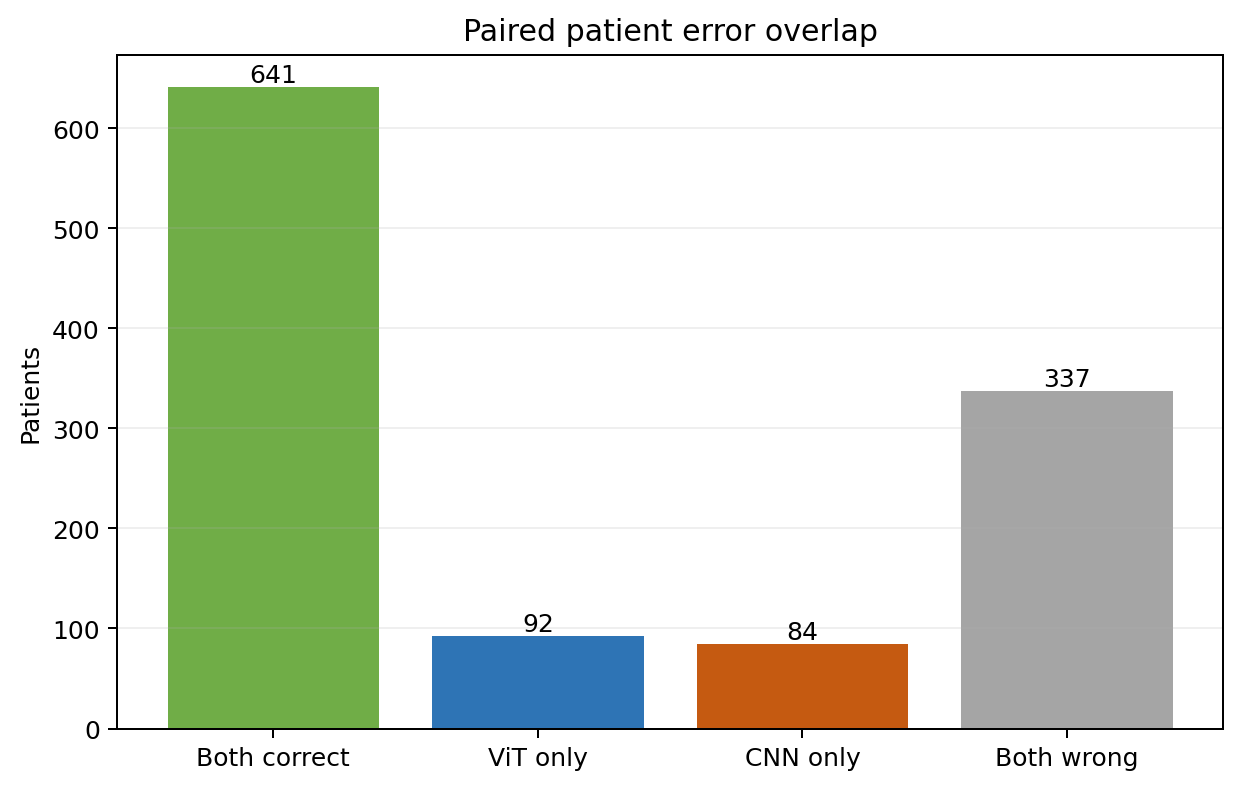 Paired patient error overlap
Patients
600
500
400
300
200
100
0
641
92
84
337
Both correct
ViT only
CNN only
Both wrong